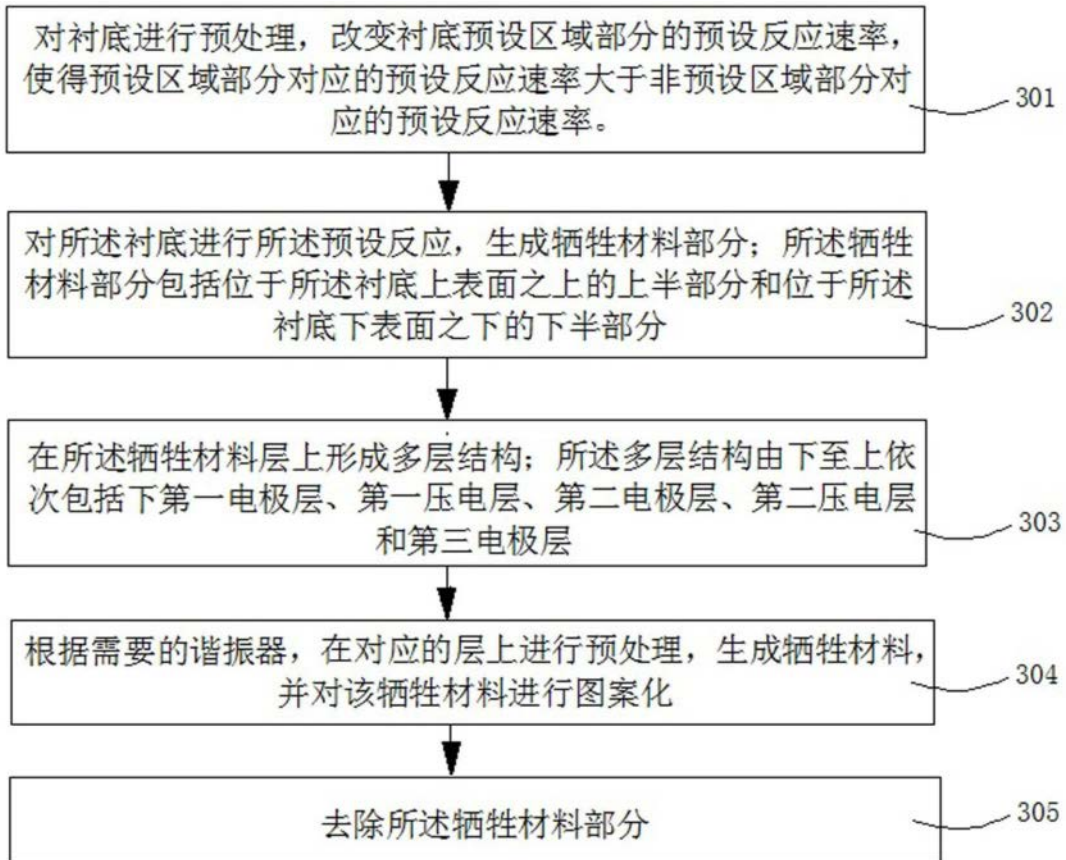 对衬底进行预处理，改变衬底预设区域部分的预设反应速率，
使得预设区域部分对应的预设反应速率大于非预设区域部分对
应的预设反应速率。
301
对所述衬底进行所述预设反应，生成牺牲材料部分；所述牺牲
材料部分包括位于所述衬底上表面之上的上半部分和位于所述
衬底下表面之下的下半部分
302
在所述牺牲材料层上形成多层结构；所述多层结构由下至上依
次包括下第一电极层、第一压电层、第二电极层、第二压电层
和第三电极层
303
根据需要的谐振器，在对应的层上进行预处理，生成牺牲材料，
并对该牺牲材料进行图案化
304
去除所述牺牲材料部分
305